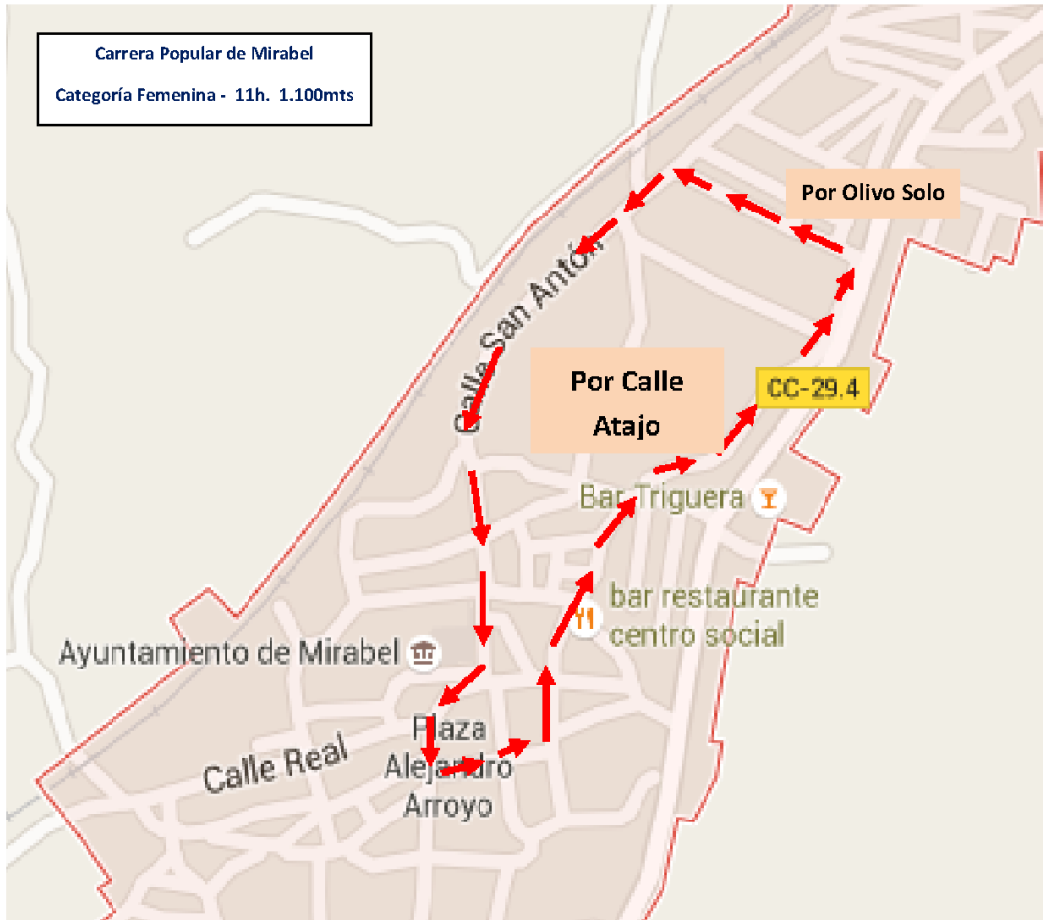 Carrera Popular de Mirabel
Categoría Femenina - 11h. 1.100mts
Por Olivo Solo
Calle San Antón
Por Calle
Atajo
CC-29.4
Bar Triguera
bar restaurante
centro social
Ayuntamiento de Mirabel
Plaza
Alejandro
Arroyo
Calle Real